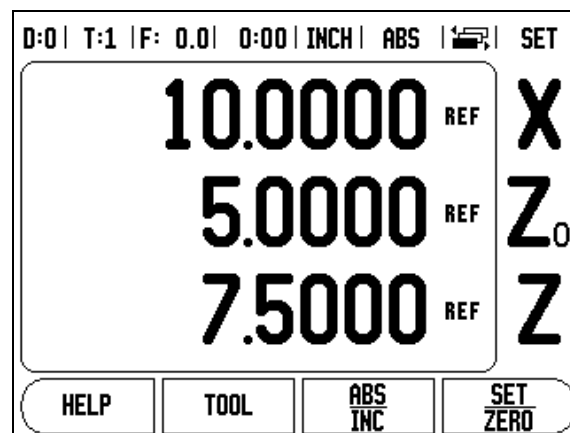 D:0 | T:1 | F: 0.0 | 0:00 | INCH | ABS | | SET
10.0000 REF X
5.0000 REF Z0
7.5000 REF Z
HELP TOOL ABS SET
INC ZERO